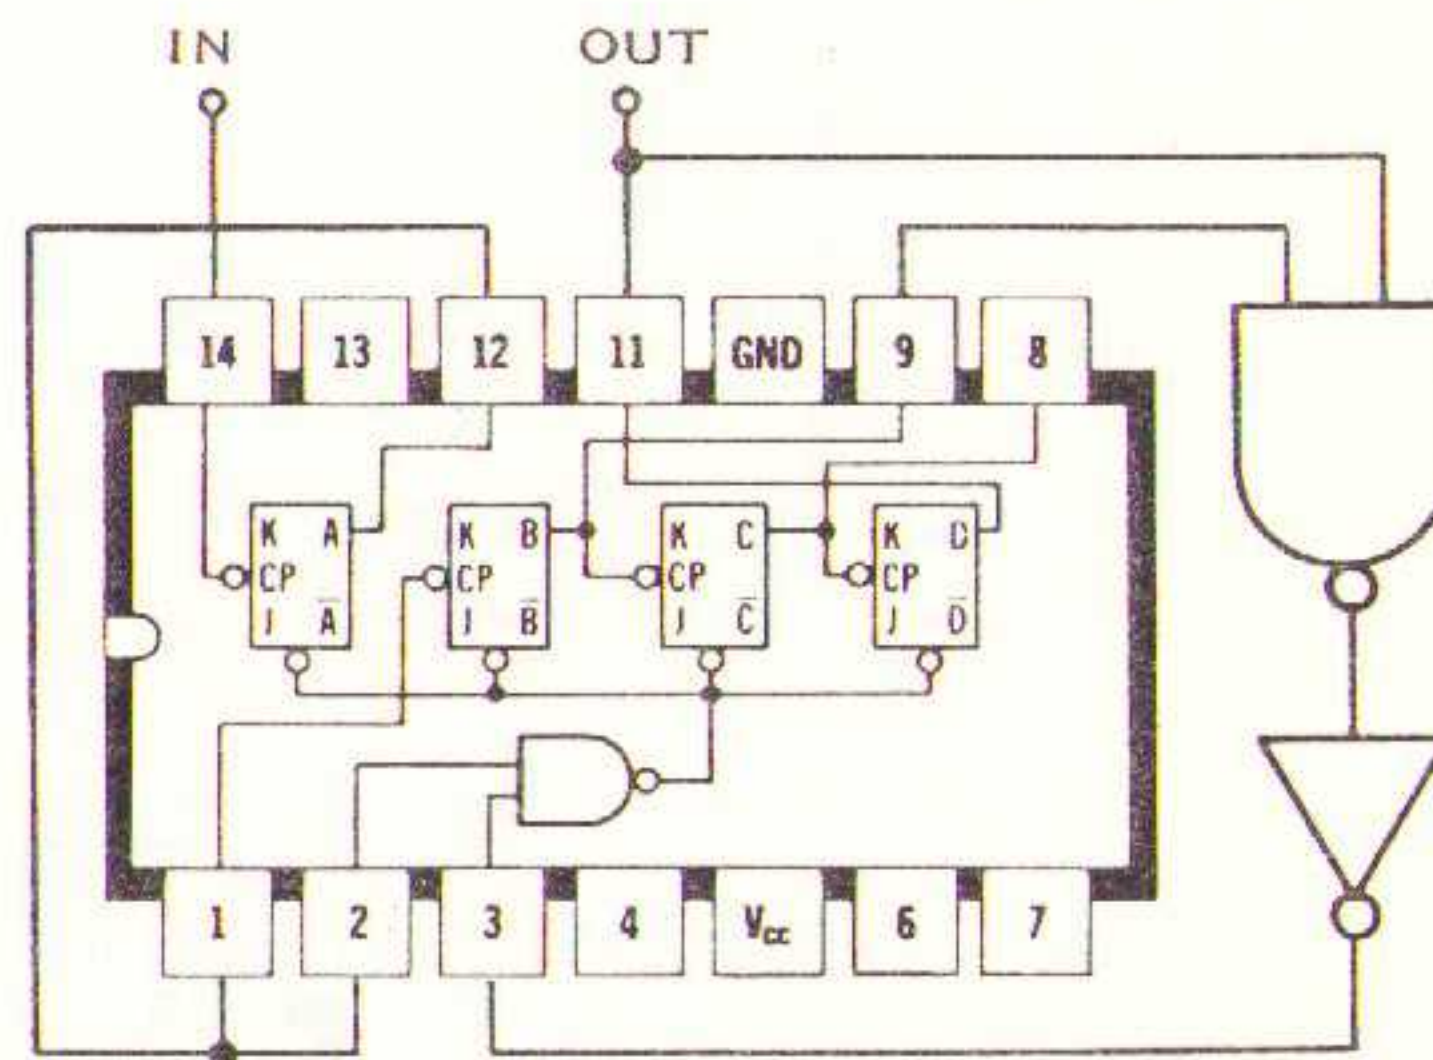 IN OUT
14 13 12 11 GND 9 8
K A K B K C K D
CP CP CP CP
J A̅ J B̅ J C̅ J D̅
1 2 3 4 Vcc 6 7